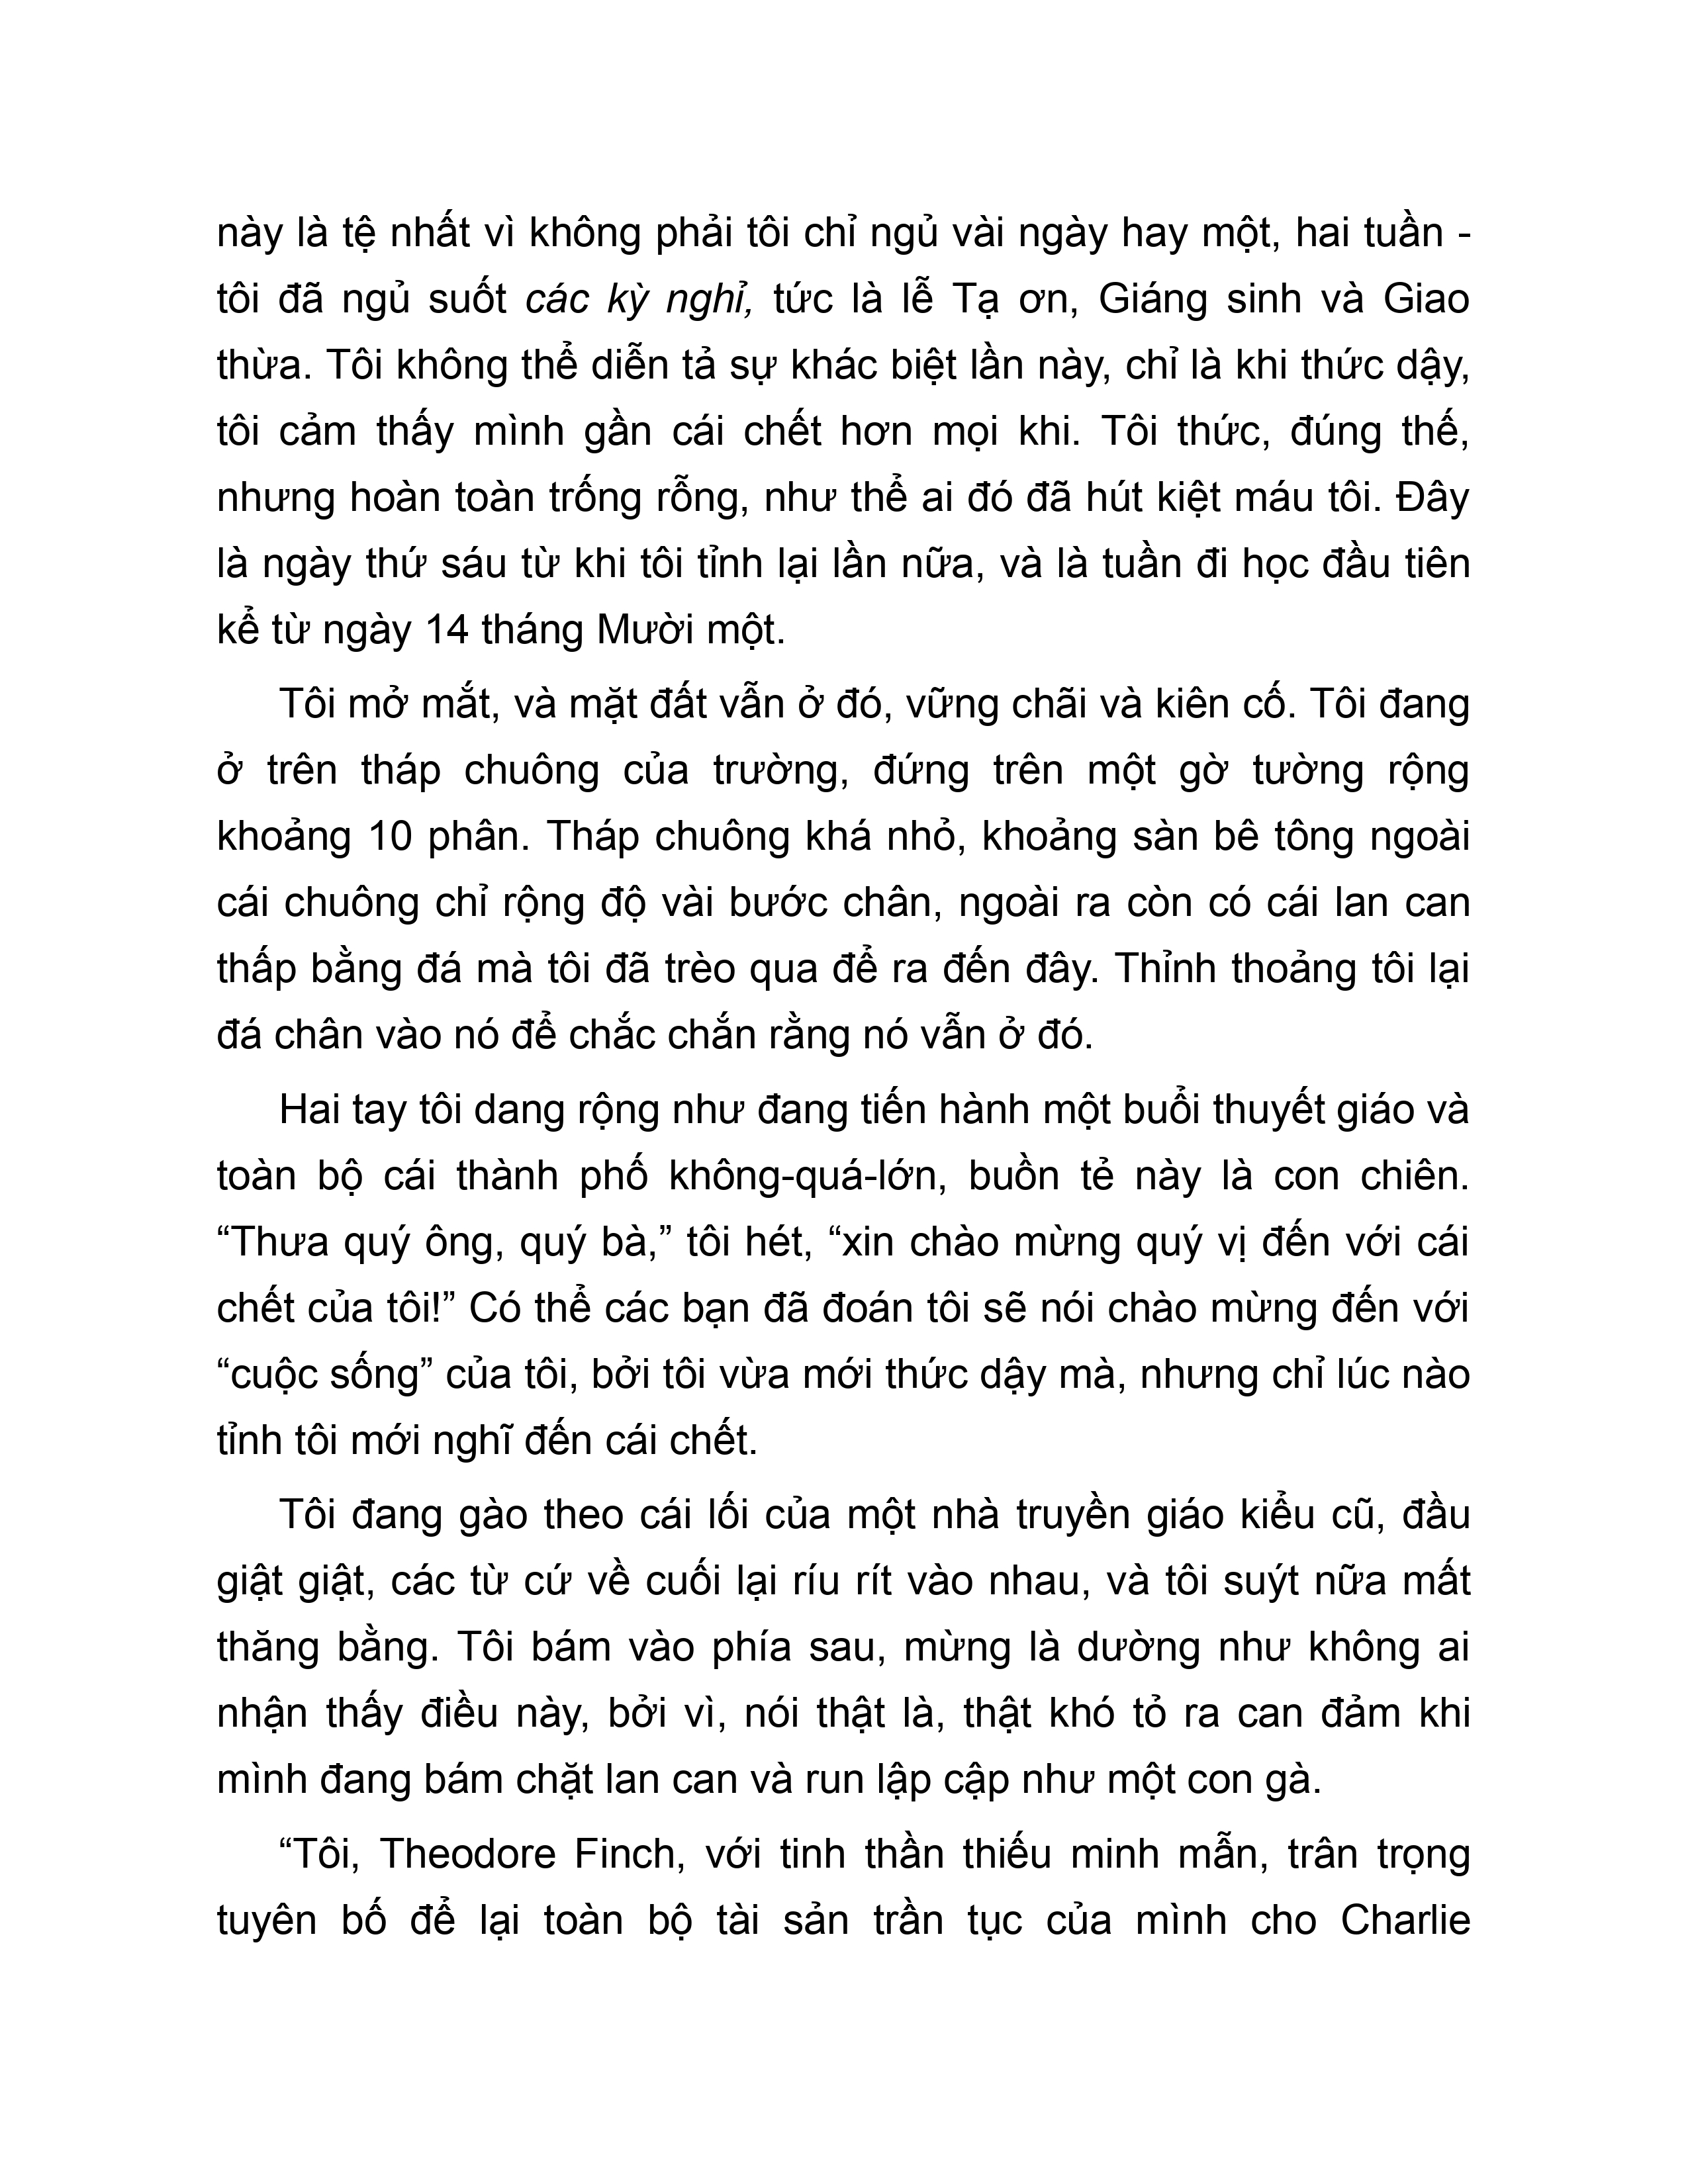 này là tệ nhất vì không phải tôi chỉ ngủ vài ngày hay một, hai tuần -
tôi đã ngủ suốt các kỳ nghỉ, tức là lễ Tạ ơn, Giáng sinh và Giao
thừa. Tôi không thể diễn tả sự khác biệt lần này, chỉ là khi thức dậy,
tôi cảm thấy mình gần cái chết hơn mọi khi. Tôi thức, đúng thế,
nhưng hoàn toàn trống rỗng, như thể ai đó đã hút kiệt máu tôi. Đây
là ngày thứ sáu từ khi tôi tỉnh lại lần nữa, và là tuần đi học đầu tiên
kể từ ngày 14 tháng Mười một.
Tôi mở mắt, và mặt đất vẫn ở đó, vững chãi và kiên cố. Tôi đang
ở trên tháp chuông của trường, đứng trên một gờ tường rộng
khoảng 10 phân. Tháp chuông khá nhỏ, khoảng sàn bê tông ngoài
cái chuông chỉ rộng độ vài bước chân, ngoài ra còn có cái lan can
thấp bằng đá mà tôi đã trèo qua để ra đến đây. Thỉnh thoảng tôi lại
đá chân vào nó để chắc chắn rằng nó vẫn ở đó.
Hai tay tôi dang rộng như đang tiến hành một buổi thuyết giáo và
toàn bộ cái thành phố không-quá-lớn, buồn tẻ này là con chiên.
“Thưa quý ông, quý bà,” tôi hét, “xin chào mừng quý vị đến với cái
chết của tôi!” Có thể các bạn đã đoán tôi sẽ nói chào mừng đến với
“cuộc sống” của tôi, bởi tôi vừa mới thức dậy mà, nhưng chỉ lúc nào
tỉnh tôi mới nghĩ đến cái chết.
Tôi đang gào theo cái lối của một nhà truyền giáo kiểu cũ, đầu
giật giật, các từ cứ về cuối lại ríu rít vào nhau, và tôi suýt nữa mất
thăng bằng. Tôi bám vào phía sau, mừng là dường như không ai
nhận thấy điều này, bởi vì, nói thật là, thật khó tỏ ra can đảm khi
mình đang bám chặt lan can và run lập cập như một con gà.
“Tôi, Theodore Finch, với tinh thần thiếu minh mẫn, trân trọng
tuyên bố để lại toàn bộ tài sản trần tục của mình cho Charlie